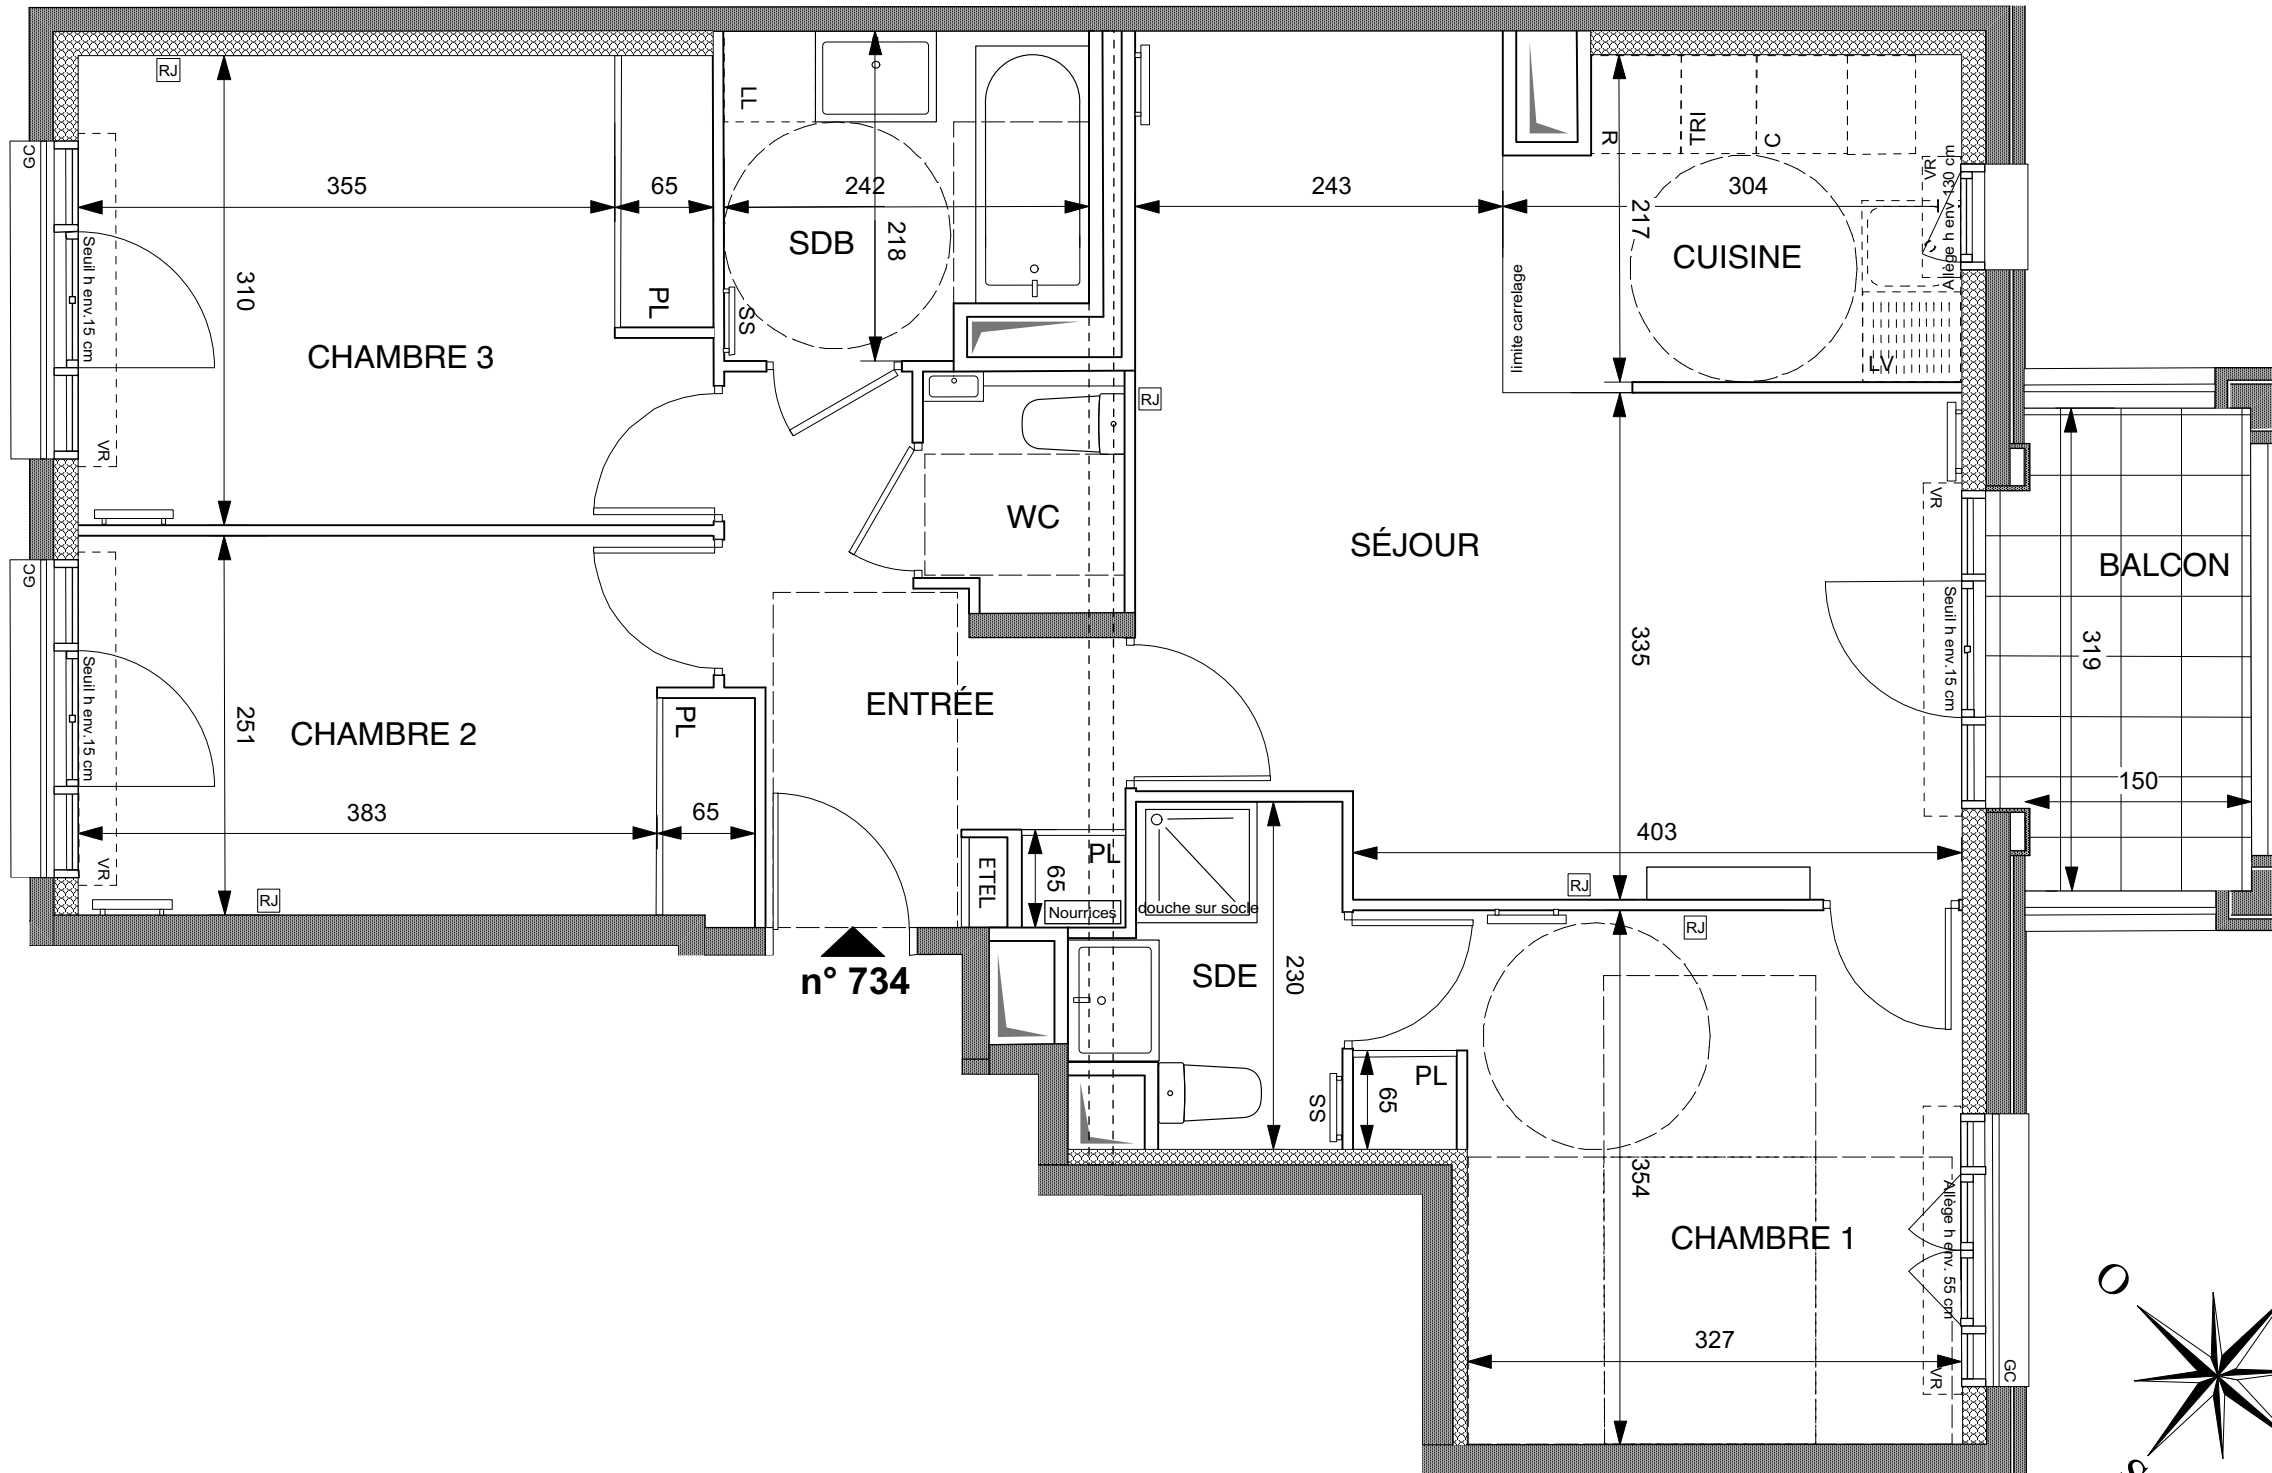 RJ
GC
355
65
LL
242
SDB
218
243
R
TRI
C
304
217
VR
Allège h env 130 cm
CUISINE
Seuil h env.15 cm
310
PL
SS
limite carrelage
CHAMBRE 3
LV
RJ
VR
WC
SÉJOUR
VR
BALCON
GC
Seuil h env.15 cm
335
Seuil h env.15 cm
319
ENTRÉE
PL
251
CHAMBRE 2
150
383
65
403
VR
PL
ETEL
65
RJ
Nourrices
douche sur socle
RJ
RJ
n° 734
SDE
230
PL
SS
65
354
Allège h env. 55 cm
CHAMBRE 1
O
327
VR
GC
S